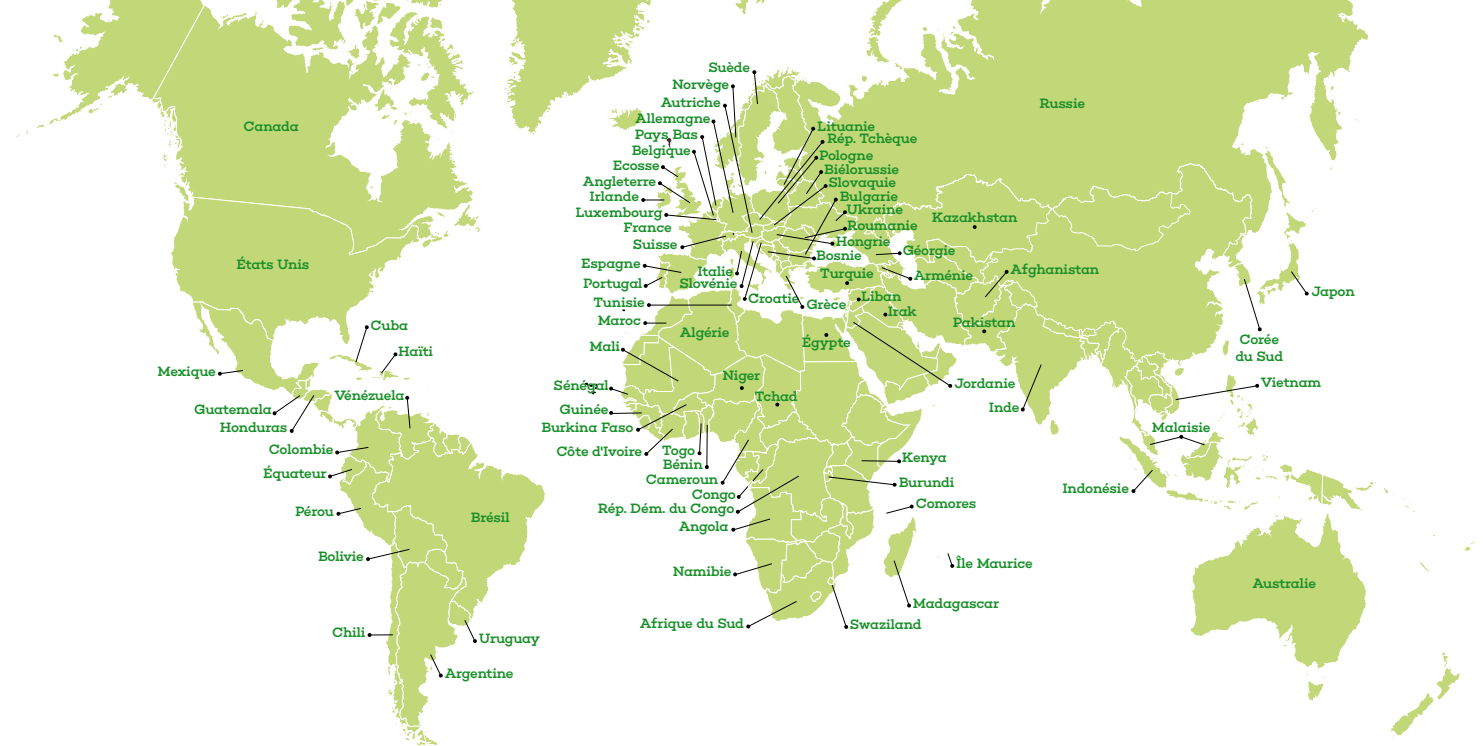 Canada
États Unis
Cuba
Haïti
Mexique
Vénézuela
Guatemala
Honduras
Colombie
Équateur
Pérou
Brésil
Bolivie
Chili
Uruguay
Argentine
Suède
Norvège
Autriche
Allemagne
Pays Bas
Belgique
Ecosse
Angleterre
Irlande
Luxembourg
France
Suisse
Espagne
Italie
Portugal
Slovénie
Croatie
Grèce
Tunisie
Maroc
Lituanie
Rép. Tchèque
Pologne
Biélorussie
Slovaquie
Bulgarie
Ukraine
Roumanie
Hongrie
Bosnie
Géorgie
Turquie
Arménie
Liban
Irak
Russie
Kazakhstan
Afghanistan
Pakistan
Japon
Corée
du Sud
Vietnam
Malaisie
Indonésie
Inde
Jordanie
Algérie
Égypte
Mali
Niger
Tchad
Sénégal
Guinée
Burkina Faso
Côte d'Ivoire
Togo
Bénin
Cameroun
Congo
Rép. Dém. du Congo
Angola
Namibie
Afrique du Sud
Kenya
Burundi
Comores
Île Maurice
Madagascar
Swaziland
Australie